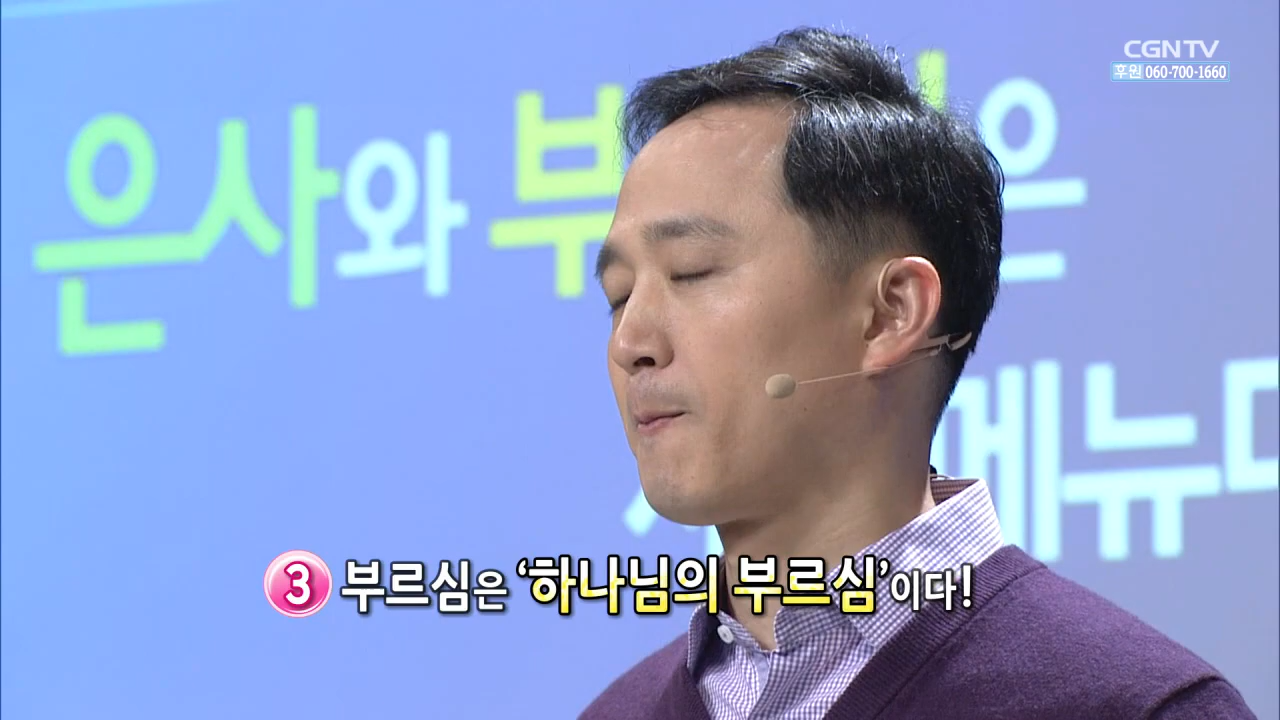 CGNTV
후원 060-700-1660
은사와 부 은
메뉴
3 부르심은 '하나님의 부르심'이다!